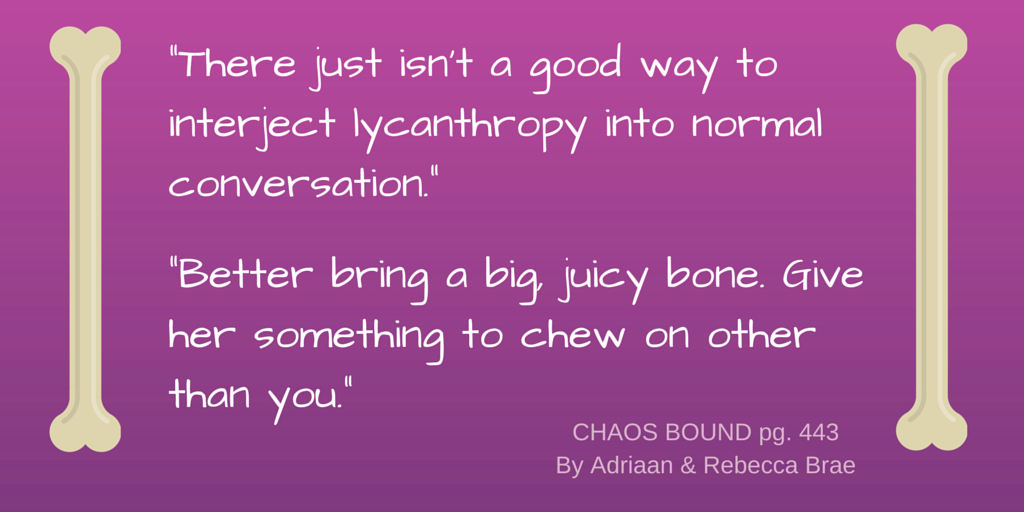 "There just isn't a good way to
interject lycanthropy into normal
conversation."
"Better bring a big, juicy bone. Give
her something to chew on other
than you."
CHAOS BOUND pg. 443
By Adriaan & Rebecca Brae